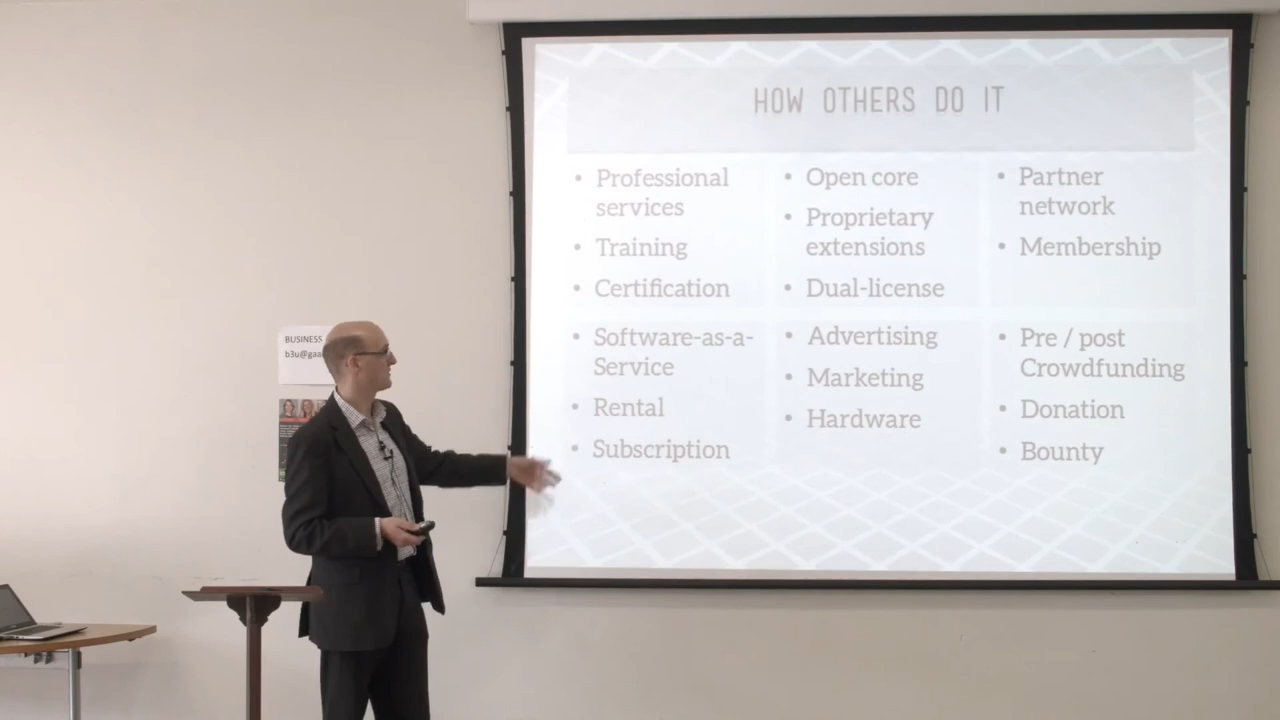 HOW OTHERS DO IT
• Professional
services
• Training
• Certification
• Open core
• Proprietary
extensions
• Dual-license
• Partner
network
• Membership
• Software-as-a-
Service
• Rental
• Subscription
• Advertising
• Marketing
• Hardware
• Pre / post
Crowdfunding
• Donation
• Bounty
BUSINESS
b3u@gaa